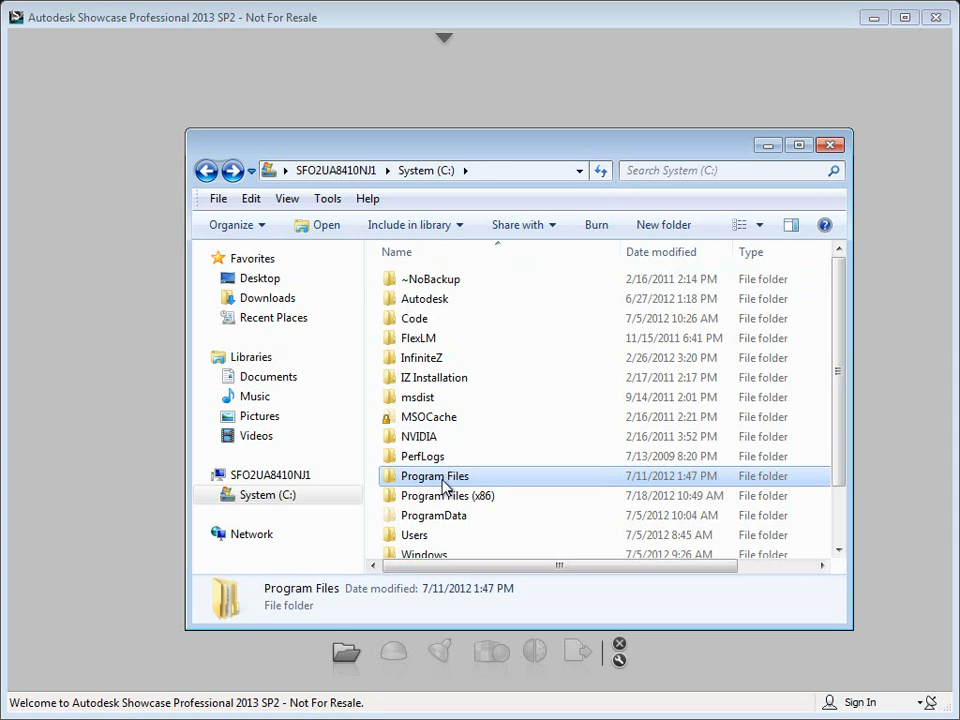 Autodesk Showcase Professional 2013 SP2 - Not For Resale
SFO2UA8410NJ1 System (C:) Search System (C:)
File Edit View Tools Help
Organize Open Include in library Share with Burn New folder
Name Date modified Type
Favorites
Desktop
Downloads
Recent Places
Libraries
Documents
Music
Pictures
Videos
SFO2UA8410NJ1
System (C:)
Network
~NoBackup 2/16/2011 2:14 PM File folder
Autodesk 6/27/2012 1:18 PM File folder
Code 7/5/2012 10:26 AM File folder
FlexLM 11/15/2011 6:41 PM File folder
InfiniteZ 2/26/2012 3:20 PM File folder
IZ Installation 2/17/2011 2:17 PM File folder
msdist 9/14/2011 2:01 PM File folder
MSOCache 2/16/2011 2:21 PM File folder
NVIDIA 2/16/2011 3:52 PM File folder
PerfLogs 7/13/2009 8:20 PM File folder
Program Files 7/11/2012 1:47 PM File folder
Program Files (x86) 7/18/2012 10:49 AM File folder
ProgramData 7/5/2012 10:04 AM File folder
Users 7/5/2012 8:45 AM File folder
Windows 7/5/2012 9:26 AM File folder
Program Files Date modified: 7/11/2012 1:47 PM
File folder
Welcome to Autodesk Showcase Professional 2013 SP2 - Not For Resale. Sign In